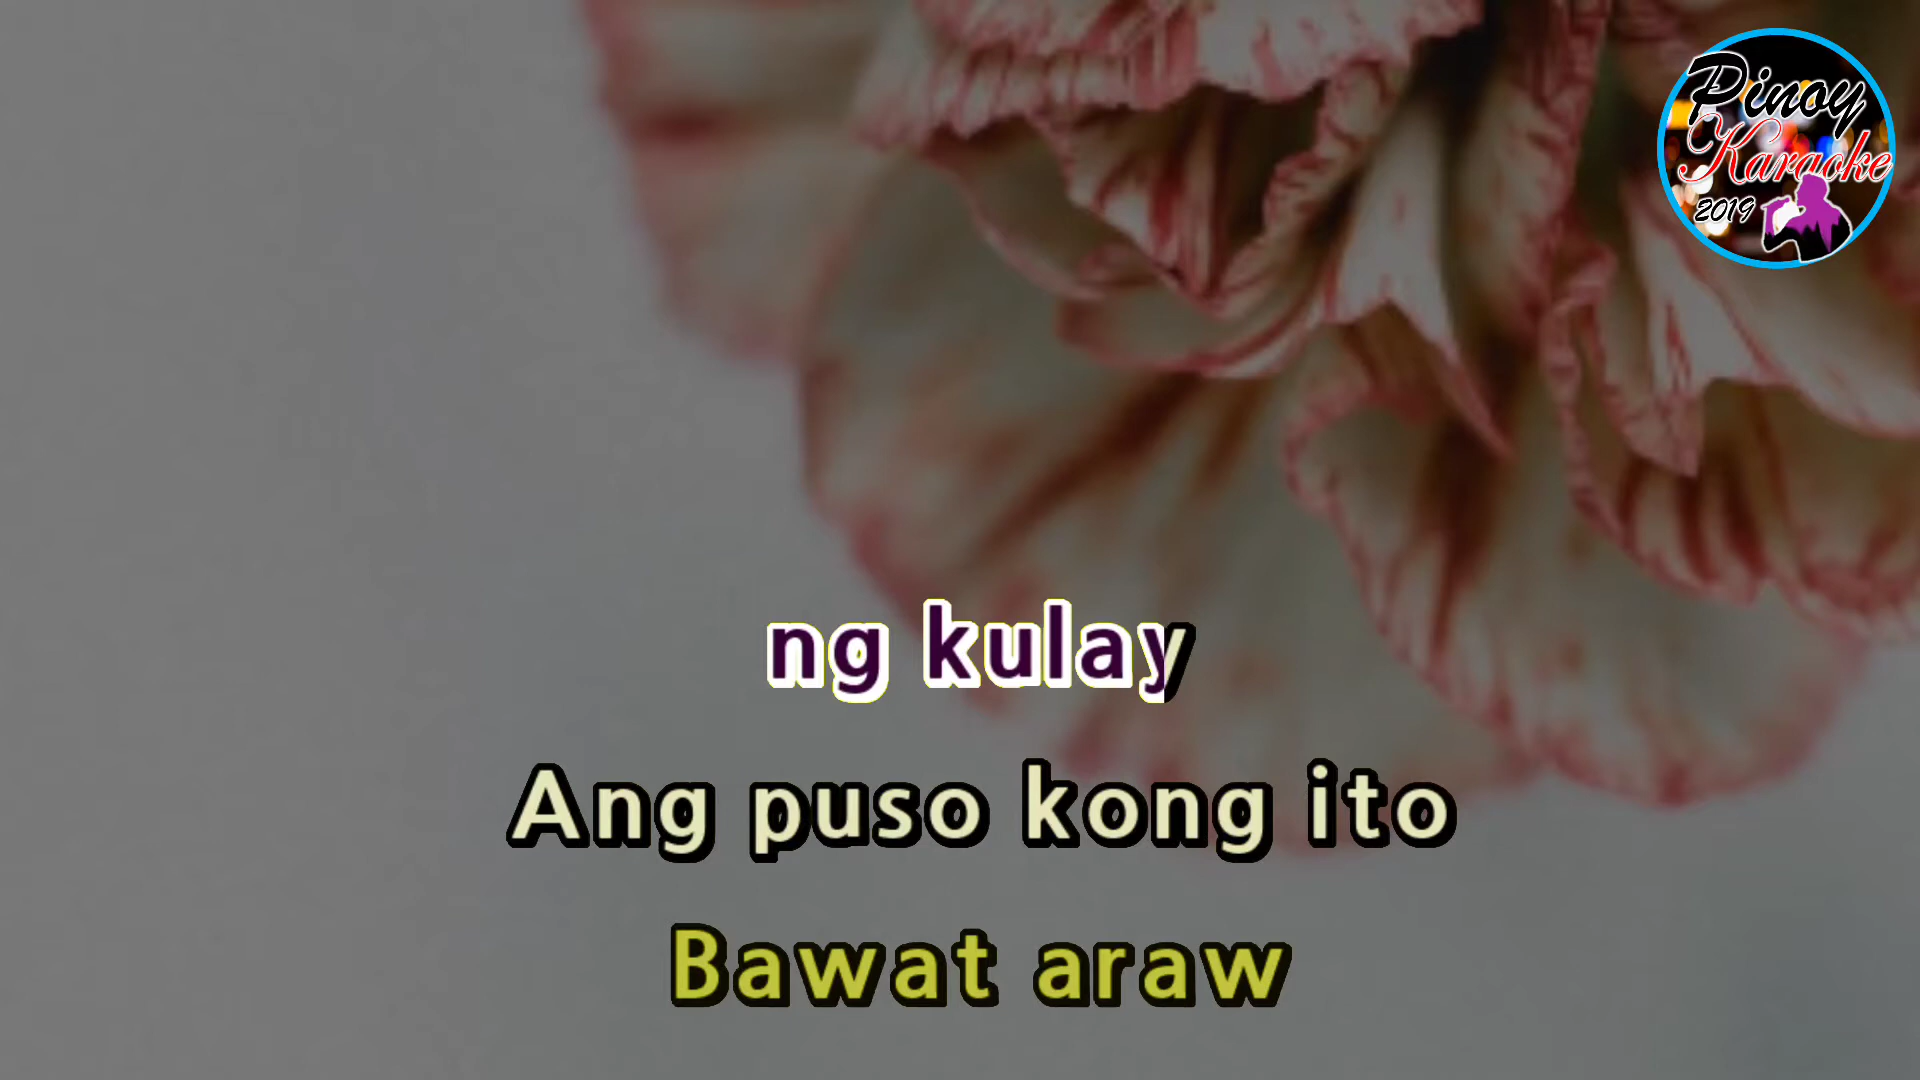 Pinoy
Karaoke
2019
ng kulay
Ang puso kong ito
Bawat araw